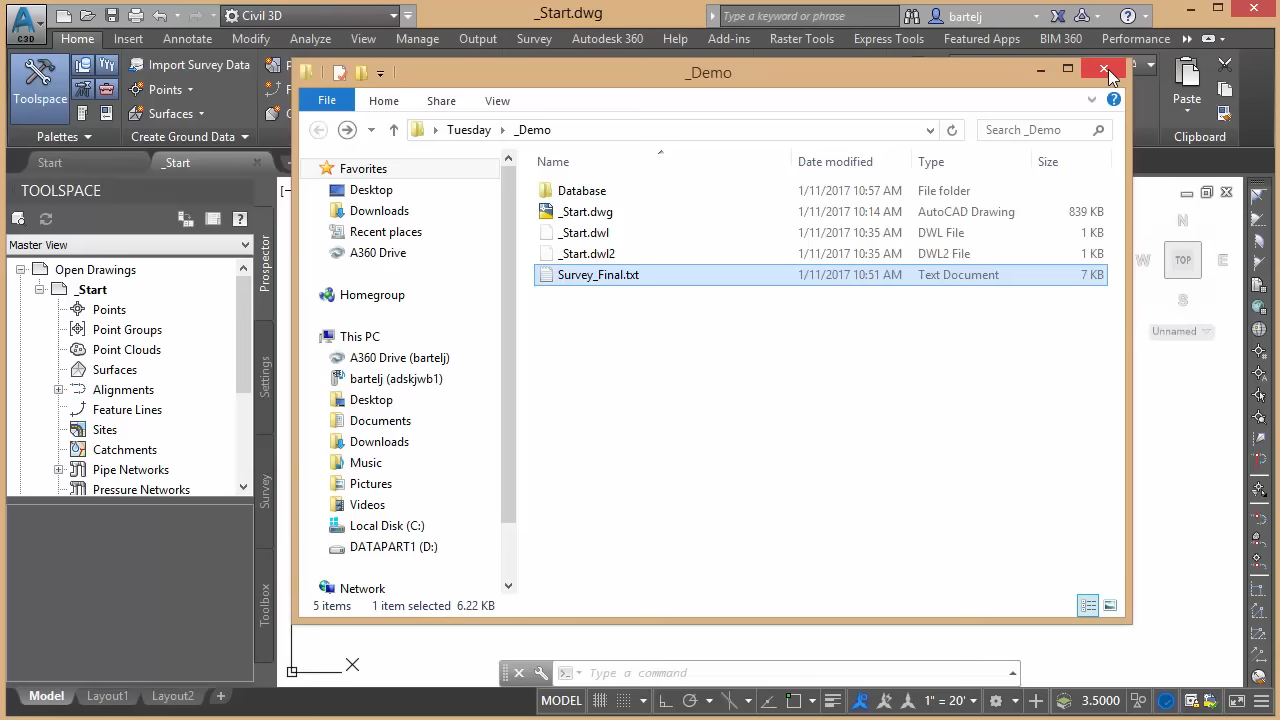 Civil 3D
_Start.dwg
Type a keyword or phrase
bartelj
C3D
Home Insert Annotate Modify Analyze View Manage Output Survey Autodesk 360 Help Add-ins Raster Tools Express Tools Featured Apps BIM 360 Performance
Toolspace
Import Survey Data
Points
Surfaces
Palettes
Create Ground Data
Paste
Clipboard
Start
_Start
_Demo
File Home Share View
Tuesday _Demo
Search _Demo
Name Date modified Type Size
Database 1/11/2017 10:57 AM File folder
_Start.dwg 1/11/2017 10:14 AM AutoCAD Drawing 839 KB
_Start.dwl 1/11/2017 10:35 AM DWL File 1 KB
_Start.dwl2 1/11/2017 10:35 AM DWL2 File 1 KB
Survey_Final.txt 1/11/2017 10:51 AM Text Document 7 KB
Favorites
Desktop
Downloads
Recent places
A360 Drive
Homegroup
This PC
A360 Drive (bartelj)
bartelj (adskjwb1)
Desktop
Documents
Downloads
Music
Pictures
Videos
Local Disk (C:)
DATAPART1 (D:)
Network
5 items 1 item selected 6.22 KB
TOOLSPACE
Master View
Open Drawings
_Start
Points
Point Groups
Point Clouds
Surfaces
Alignments
Feature Lines
Sites
Catchments
Pipe Networks
Pressure Networks
Prospector
Settings
Survey
Toolbox
N
W TOP E
S
Unnamed
X
Type a command
Model Layout1 Layout2 +
MODEL 1" = 20' 3.5000